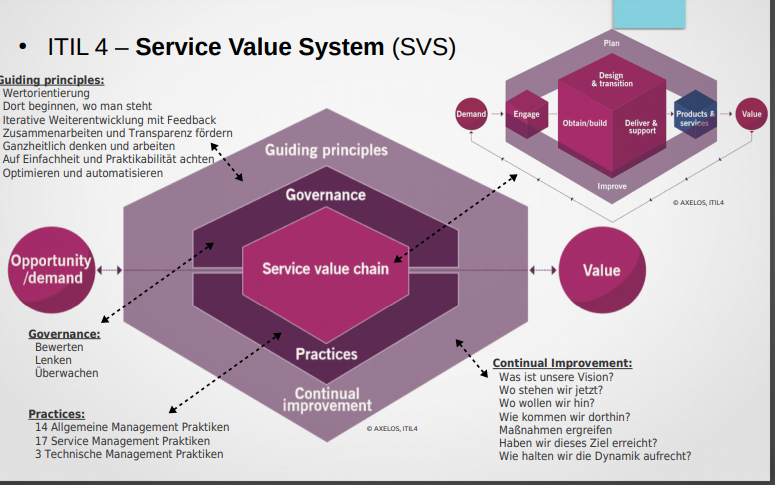 • ITIL 4 – Service Value System (SVS)
Guiding principles:
Wertorientierung
Dort beginnen, wo man steht
Iterative Weiterentwicklung mit Feedback
Zusammenarbeiten und Transparenz fördern
Ganzheitlich denken und arbeiten
Auf Einfachheit und Praktikabilität achten
Optimieren und automatisieren
Plan
Design
& transition
Demand
Engage
Obtain/build
Deliver &
support
Products &
services
Value
Improve
© AXELOS, ITIL4
Guiding principles
Governance
Opportunity
/demand
Service value chain
Value
Practices
Continual
improvement
© AXELOS, ITIL4
Governance:
Bewerten
Lenken
Überwachen
Practices:
14 Allgemeine Management Praktiken
17 Service Management Praktiken
3 Technische Management Praktiken
Continual Improvement:
Was ist unsere Vision?
Wo stehen wir jetzt?
Wo wollen wir hin?
Wie kommen wir dorthin?
Maßnahmen ergreifen
Haben wir dieses Ziel erreicht?
Wie halten wir die Dynamik aufrecht?